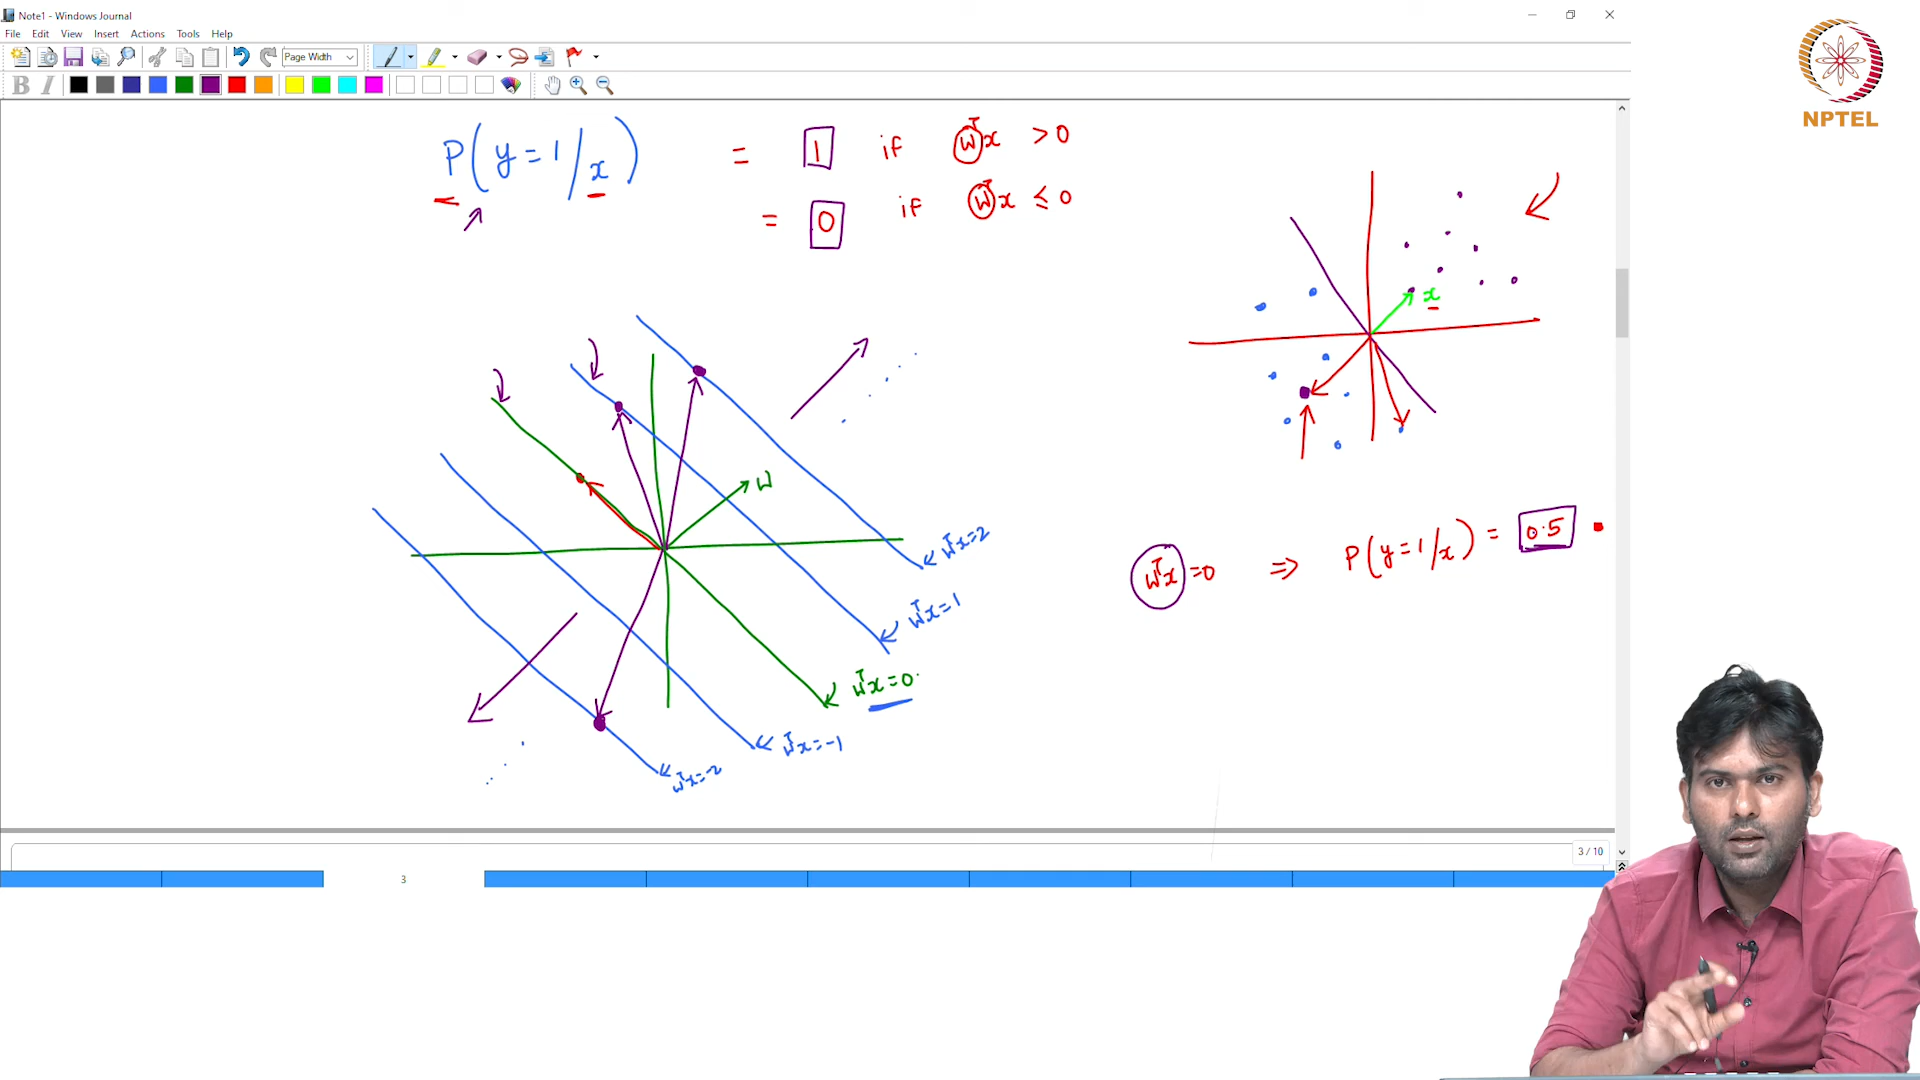 Note1 - Windows Journal
File Edit View Insert Actions Tools Help
Page Width
B I
NPTEL
P(y=1/x) = 1 if wᵀx > 0
= 0 if wᵀx ≤ 0
x
w
wᵀx=2
wᵀx=1
wᵀx=0
wᵀx=-1
wᵀx=-2
wᵀx=0 ⇒ P(y=1/x) = 0.5
3 / 10
3